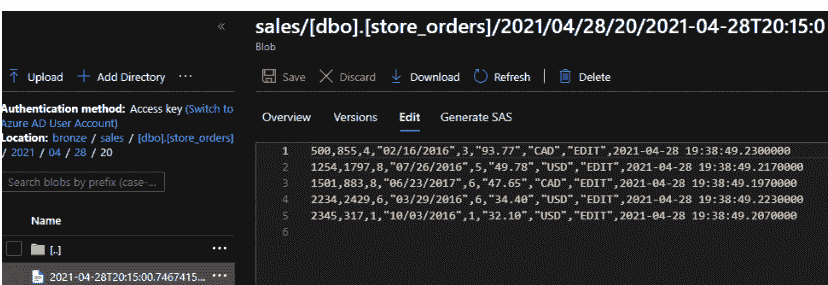 «
sales/[dbo].[store_orders]/2021/04/28/20/2021-04-28T20:15:0
Blob
Upload Add Directory ···
Save Discard Download Refresh Delete
Authentication method: Access key (Switch to
Azure AD User Account)
Location: bronze / sales / [dbo].[store_orders]
/ 2021 / 04 / 28 / 20
Search blobs by prefix (case-...
Name
[..] ···
2021-04-28T20:15:00.7467415... ···
Overview Versions Edit Generate SAS
1 500,855,4,"02/16/2016",3,"93.77","CAD","EDIT",2021-04-28 19:38:49.2300000
2 1254,1797,8,"07/26/2016",5,"49.78","USD","EDIT",2021-04-28 19:38:49.2170000
3 1501,883,8,"06/23/2017",6,"47.65","CAD","EDIT",2021-04-28 19:38:49.1970000
4 2234,2429,6,"03/29/2016",6,"34.40","USD","EDIT",2021-04-28 19:38:49.2230000
5 2345,317,1,"10/03/2016",1,"32.10","USD","EDIT",2021-04-28 19:38:49.2070000
6